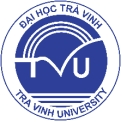 ĐẠI HỌC TRÀ VINH
TVU
TRA VINH UNIVERSITY